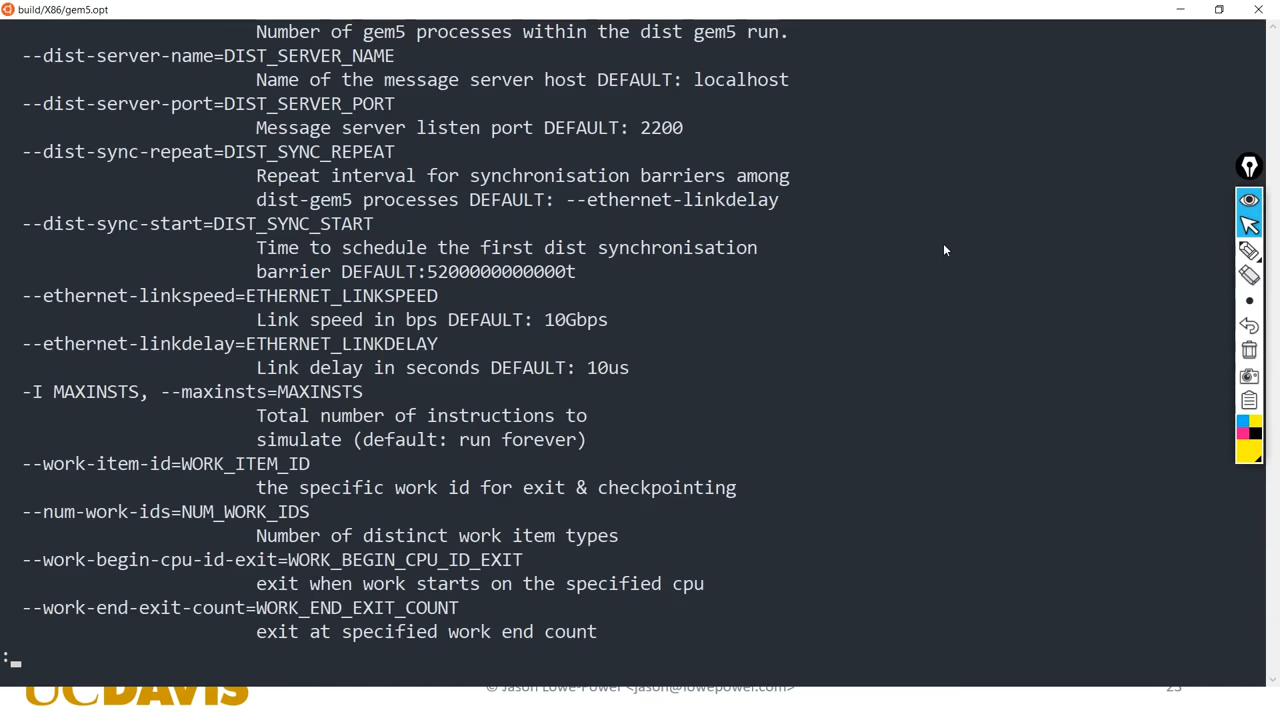 build/X86/gem5.opt
Number of gem5 processes within the dist gem5 run.
--dist-server-name=DIST_SERVER_NAME
Name of the message server host DEFAULT: localhost
--dist-server-port=DIST_SERVER_PORT
Message server listen port DEFAULT: 2200
--dist-sync-repeat=DIST_SYNC_REPEAT
Repeat interval for synchronisation barriers among
dist-gem5 processes DEFAULT: --ethernet-linkdelay
--dist-sync-start=DIST_SYNC_START
Time to schedule the first dist synchronisation
barrier DEFAULT:5200000000000t
--ethernet-linkspeed=ETHERNET_LINKSPEED
Link speed in bps DEFAULT: 10Gbps
--ethernet-linkdelay=ETHERNET_LINKDELAY
Link delay in seconds DEFAULT: 10us
-I MAXINSTS, --maxinsts=MAXINSTS
Total number of instructions to
simulate (default: run forever)
--work-item-id=WORK_ITEM_ID
the specific work id for exit & checkpointing
--num-work-ids=NUM_WORK_IDS
Number of distinct work item types
--work-begin-cpu-id-exit=WORK_BEGIN_CPU_ID_EXIT
exit when work starts on the specified cpu
--work-end-exit-count=WORK_END_EXIT_COUNT
exit at specified work end count
:
UCDAVIS
© Jason Lowe-Power <jason@lowepower.com>
23